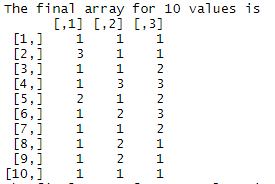 The final array for 10 values is
[,1] [,2] [,3]
[1,] 1 1 1
[2,] 3 1 1
[3,] 1 1 2
[4,] 1 3 3
[5,] 2 1 2
[6,] 1 2 3
[7,] 1 1 2
[8,] 1 2 1
[9,] 1 2 1
[10,] 1 1 1